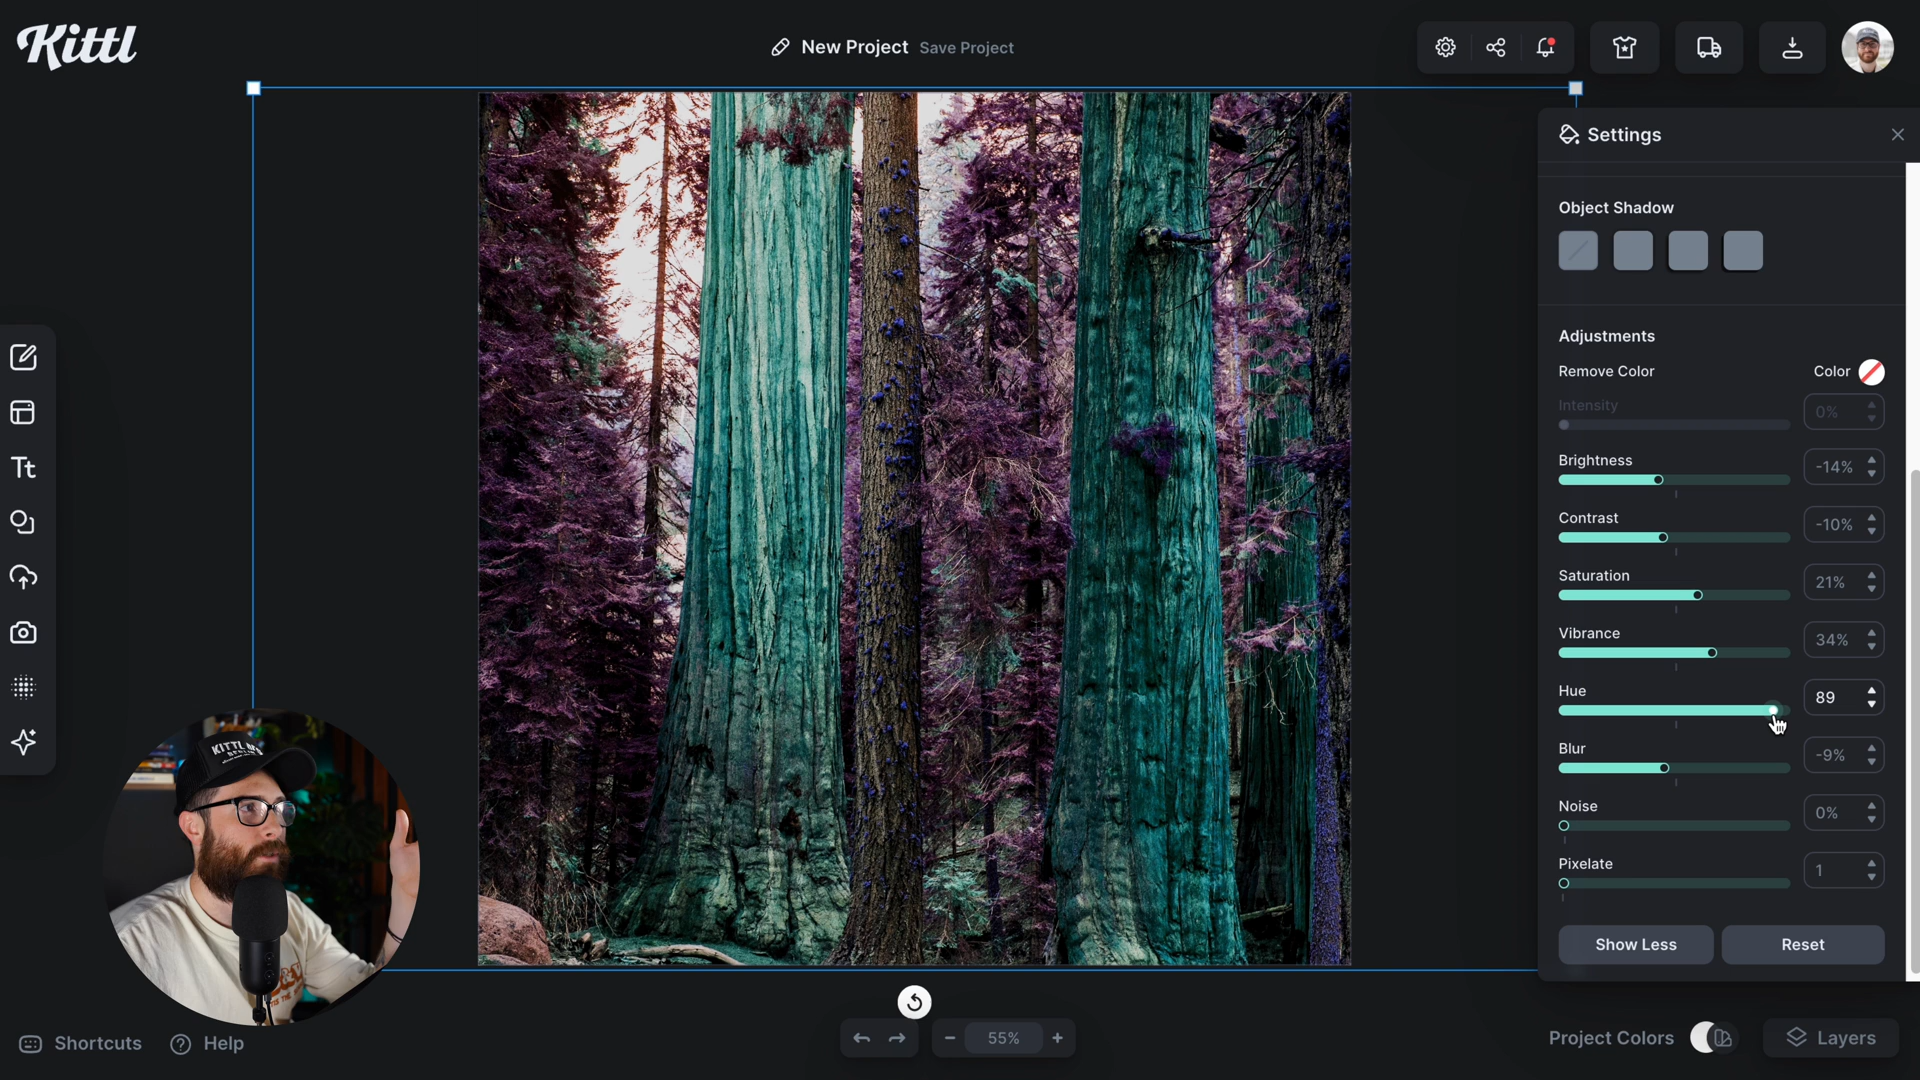 Kittl
New Project Save Project
Settings
Object Shadow
Adjustments
Remove Color Color
Intensity 0%
Brightness -14%
Contrast -10%
Saturation 21%
Vibrance 34%
Hue 89
Blur -9%
Noise 0%
Pixelate 1
Show Less Reset
Tt
Shortcuts Help
55%
Project Colors Layers